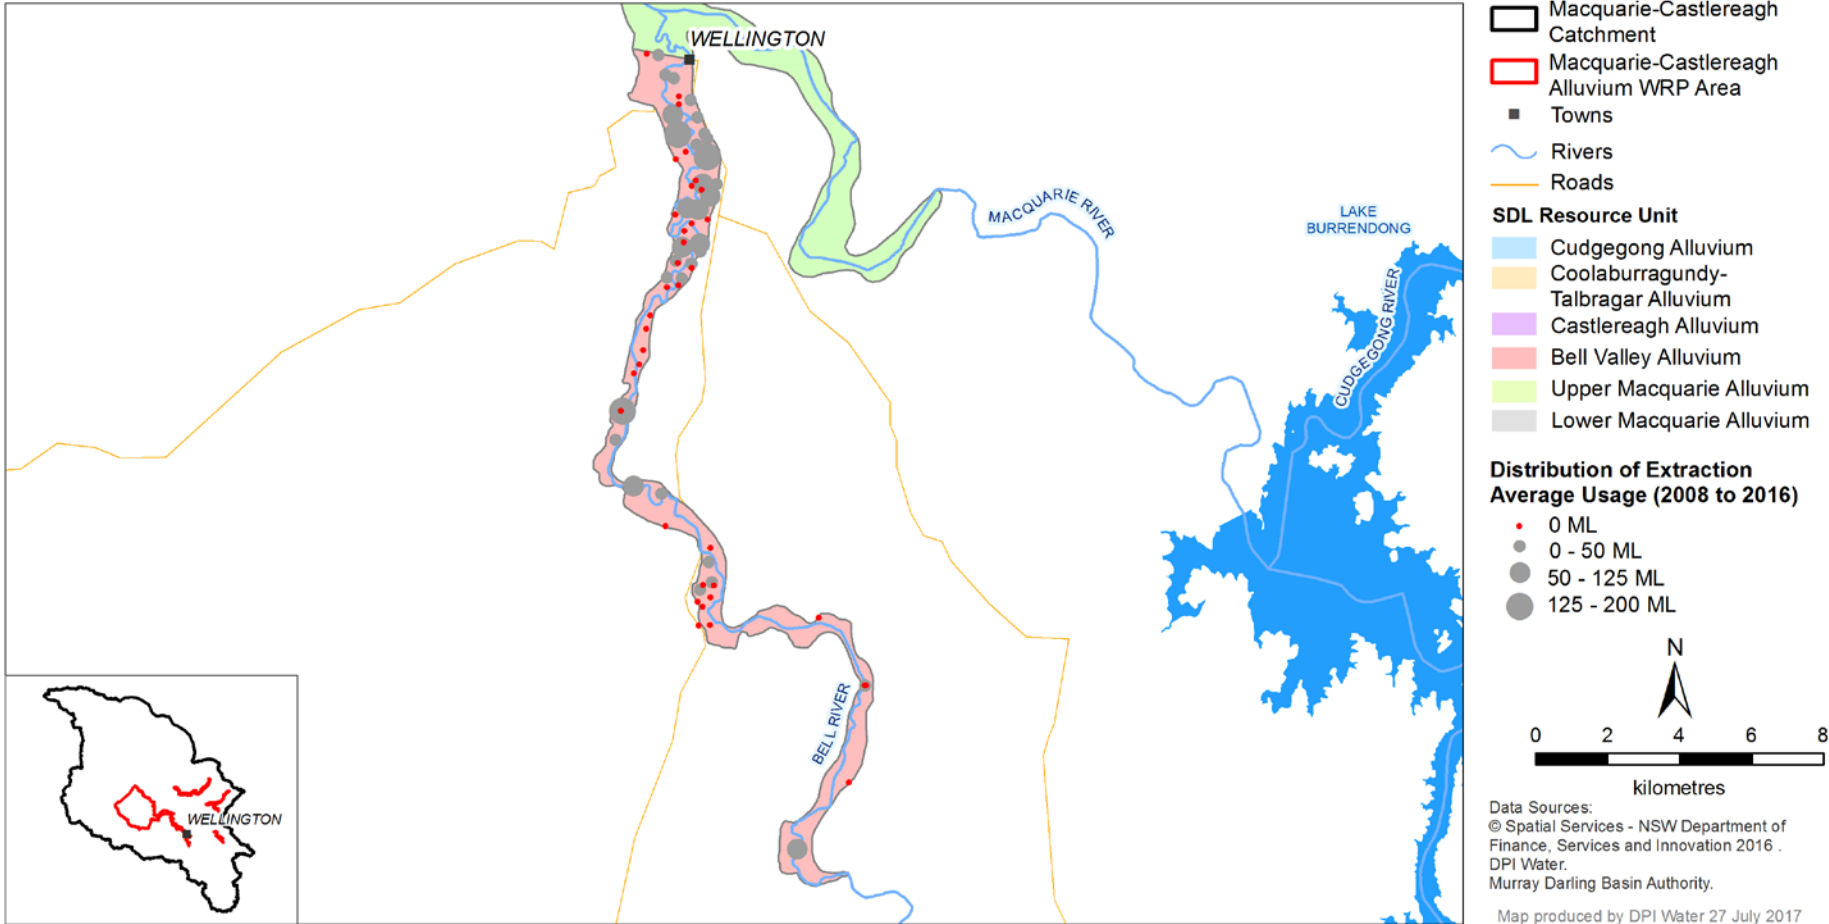 WELLINGTON
MACQUARIE RIVER
LAKE
BURRENDONG
CUDGEGONG RIVER
BELL RIVER
WELLINGTON
Macquarie-Castlereagh
Catchment
Macquarie-Castlereagh
Alluvium WRP Area
Towns
Rivers
Roads
SDL Resource Unit
Cudgegong Alluvium
Coolaburragundy-
Talbragar Alluvium
Castlereagh Alluvium
Bell Valley Alluvium
Upper Macquarie Alluvium
Lower Macquarie Alluvium
Distribution of Extraction
Average Usage (2008 to 2016)
0 ML
0 - 50 ML
50 - 125 ML
125 - 200 ML
N
0 2 4 6 8
kilometres
Data Sources:
© Spatial Services - NSW Department of
Finance, Services and Innovation 2016 .
DPI Water.
Murray Darling Basin Authority.
Map produced by DPI Water 27 July 2017